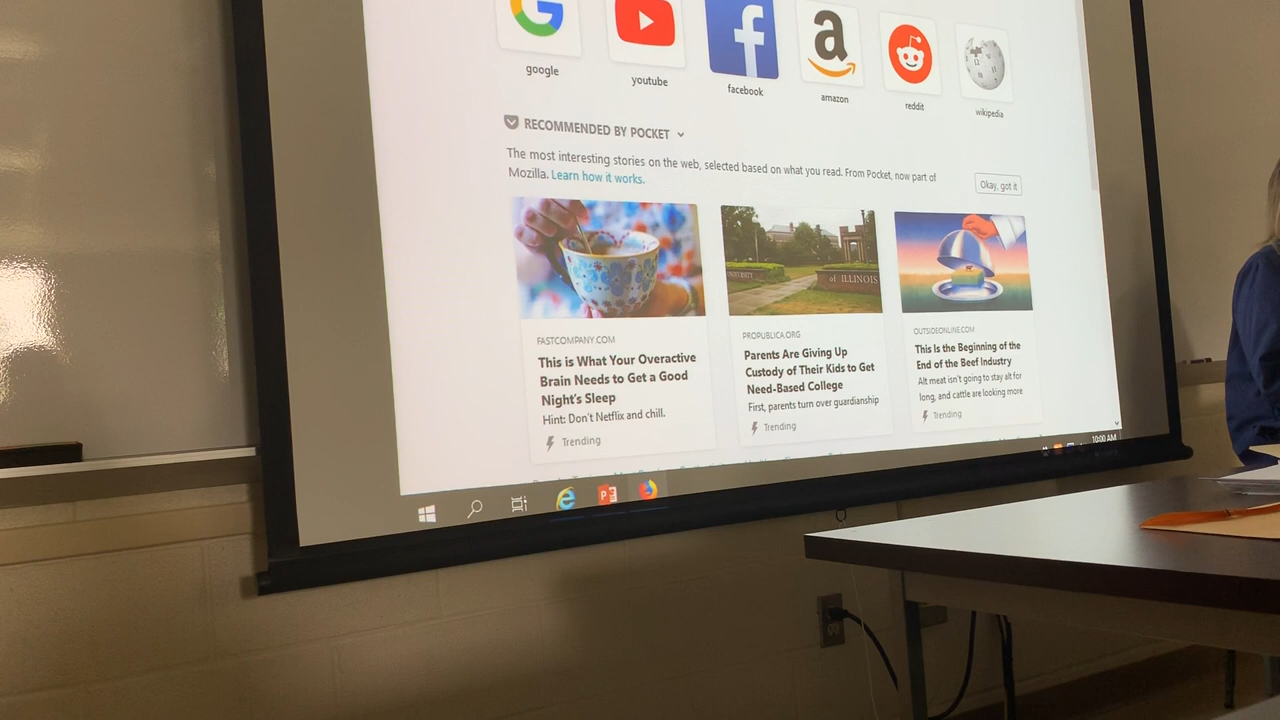 google
youtube
facebook
amazon
reddit
wikipedia
RECOMMENDED BY POCKET
The most interesting stories on the web, selected based on what you read. From Pocket, now part of
Mozilla. Learn how it works.
Okay, got it
UNIVERSITY of ILLINOIS
FASTCOMPANY.COM
This is What Your Overactive
Brain Needs to Get a Good
Night's Sleep
Hint: Don't Netflix and chill.
Trending
PROPUBLICA.ORG
Parents Are Giving Up
Custody of Their Kids to Get
Need-Based College
First, parents turn over guardianship
Trending
OUTSIDEONLINE.COM
This Is the Beginning of the
End of the Beef Industry
Alt meat isn't going to stay alt for
long, and cattle are looking more
Trending
10:00 AM